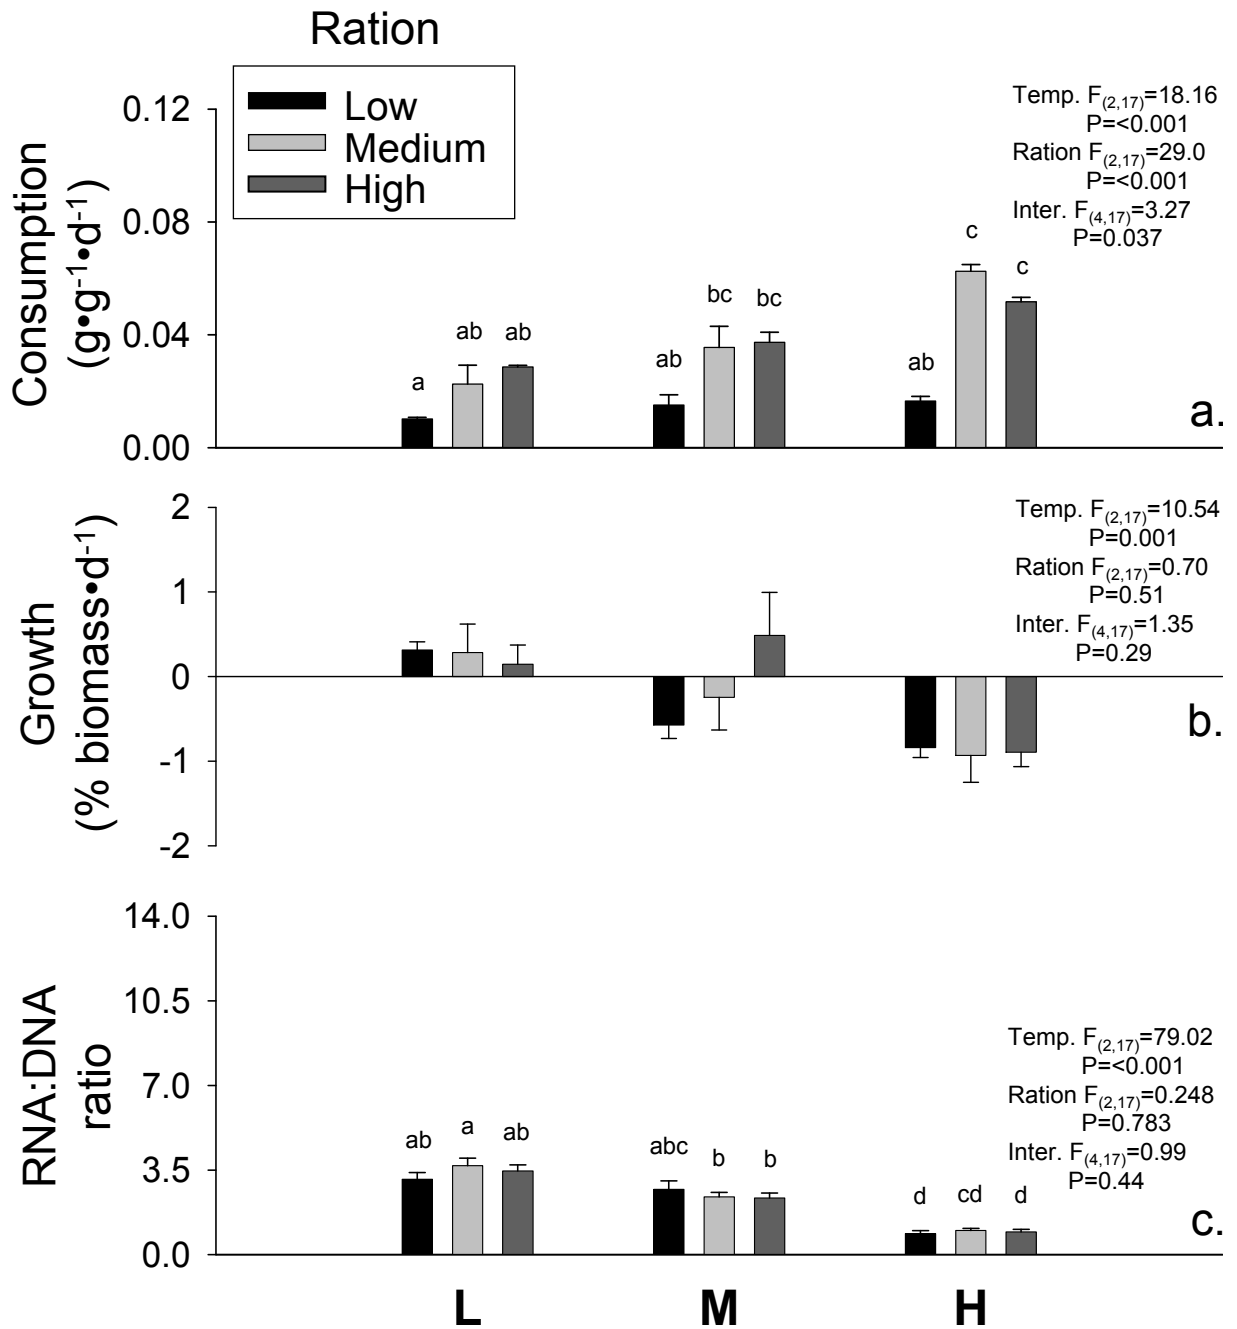 Ration
Low
Medium
High
Consumption
(g•g⁻¹•d⁻¹)
0.12
0.08
0.04
0.00
Temp. F₍₂,₁₇₎=18.16
P=<0.001
Ration F₍₂,₁₇₎=29.0
P=<0.001
Inter. F₍₄,₁₇₎=3.27
P=0.037
a ab ab ab bc bc ab c c
a.
Growth
(% biomass•d⁻¹)
2
1
0
-1
-2
Temp. F₍₂,₁₇₎=10.54
P=0.001
Ration F₍₂,₁₇₎=0.70
P=0.51
Inter. F₍₄,₁₇₎=1.35
P=0.29
b.
RNA:DNA
ratio
14.0
10.5
7.0
3.5
0.0
Temp. F₍₂,₁₇₎=79.02
P=<0.001
Ration F₍₂,₁₇₎=0.248
P=0.783
Inter. F₍₄,₁₇₎=0.99
P=0.44
ab a ab abc b b d cd d
c.
L M H